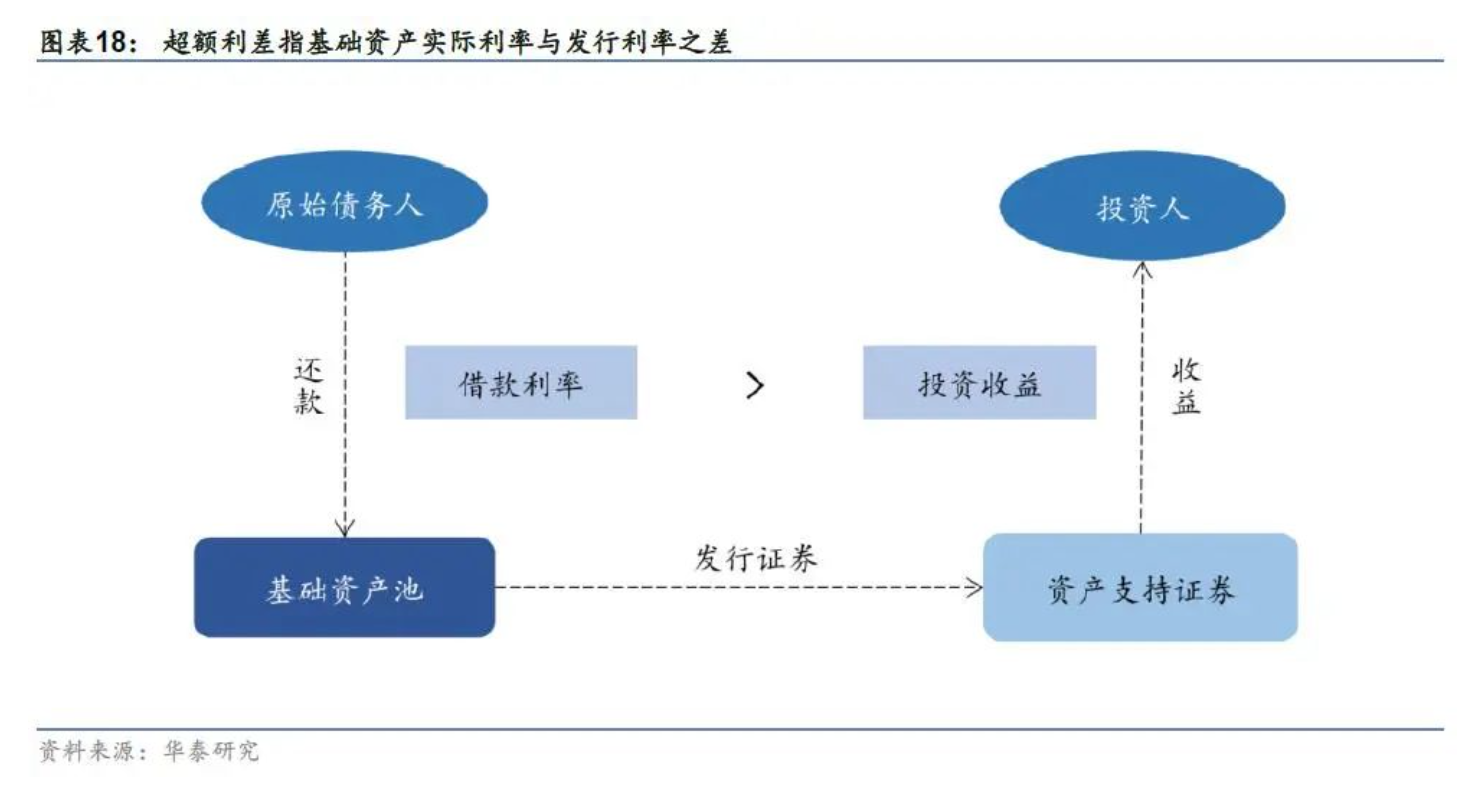 图表18： 超额利差指基础资产实际利率与发行利率之差
原始债务人
投资人
还款
借款利率
>
投资收益
收益
发行证券
基础资产池
资产支持证券
资料来源：华泰研究